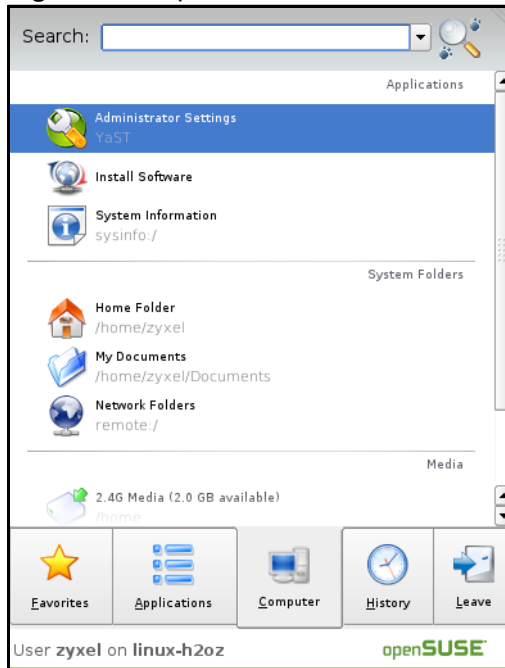 Search:
Applications
Administrator Settings
YaST
Install Software
System Information
sysinfo:/
System Folders
Home Folder
/home/zyxel
My Documents
/home/zyxel/Documents
Network Folders
remote:/
Media
2.4G Media (2.0 GB available)
/home
Favorites
Applications
Computer
History
Leave
User zyxel on linux-h2oz
openSUSE